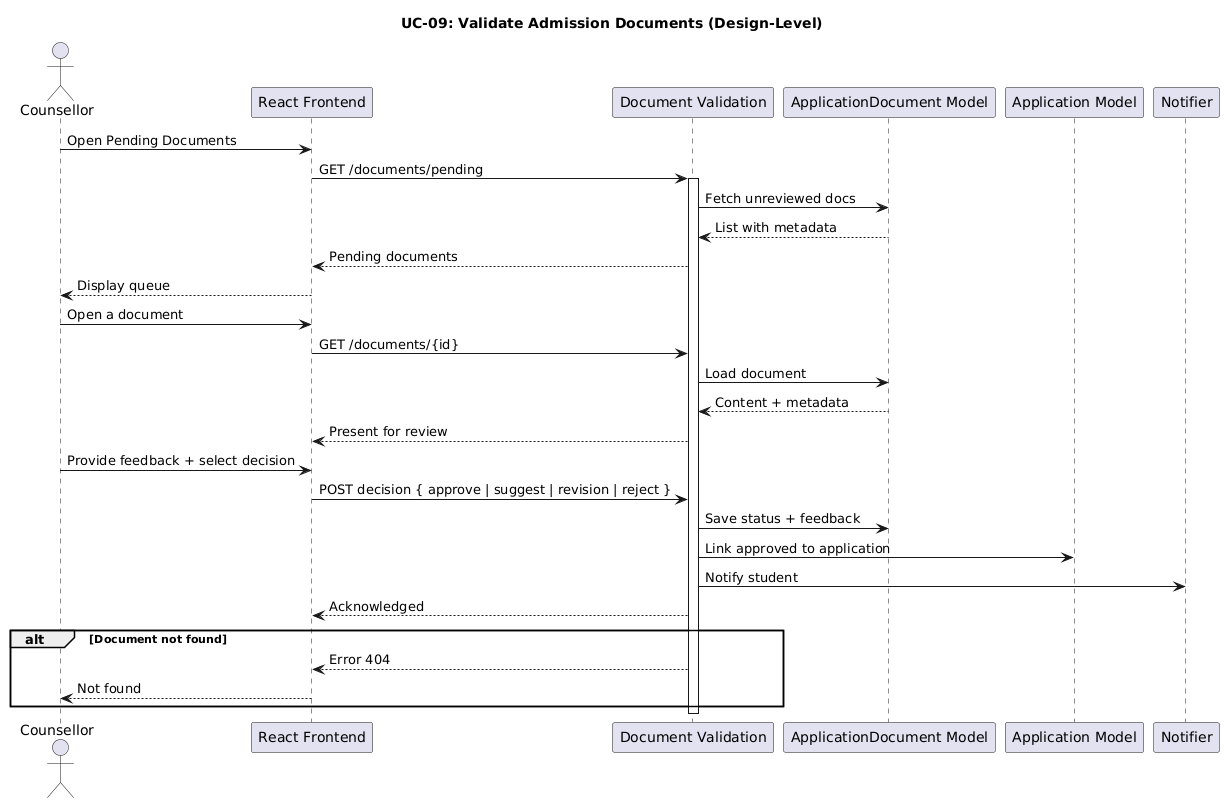 UC-09: Validate Admission Documents (Design-Level)
Counsellor
React Frontend
Document Validation
ApplicationDocument Model
Application Model
Notifier
Open Pending Documents
GET /documents/pending
Fetch unreviewed docs
List with metadata
Pending documents
Display queue
Open a document
GET /documents/{id}
Load document
Content + metadata
Present for review
Provide feedback + select decision
POST decision { approve | suggest | revision | reject }
Save status + feedback
Link approved to application
Notify student
Acknowledged
alt [Document not found]
Error 404
Not found
Counsellor
React Frontend
Document Validation
ApplicationDocument Model
Application Model
Notifier